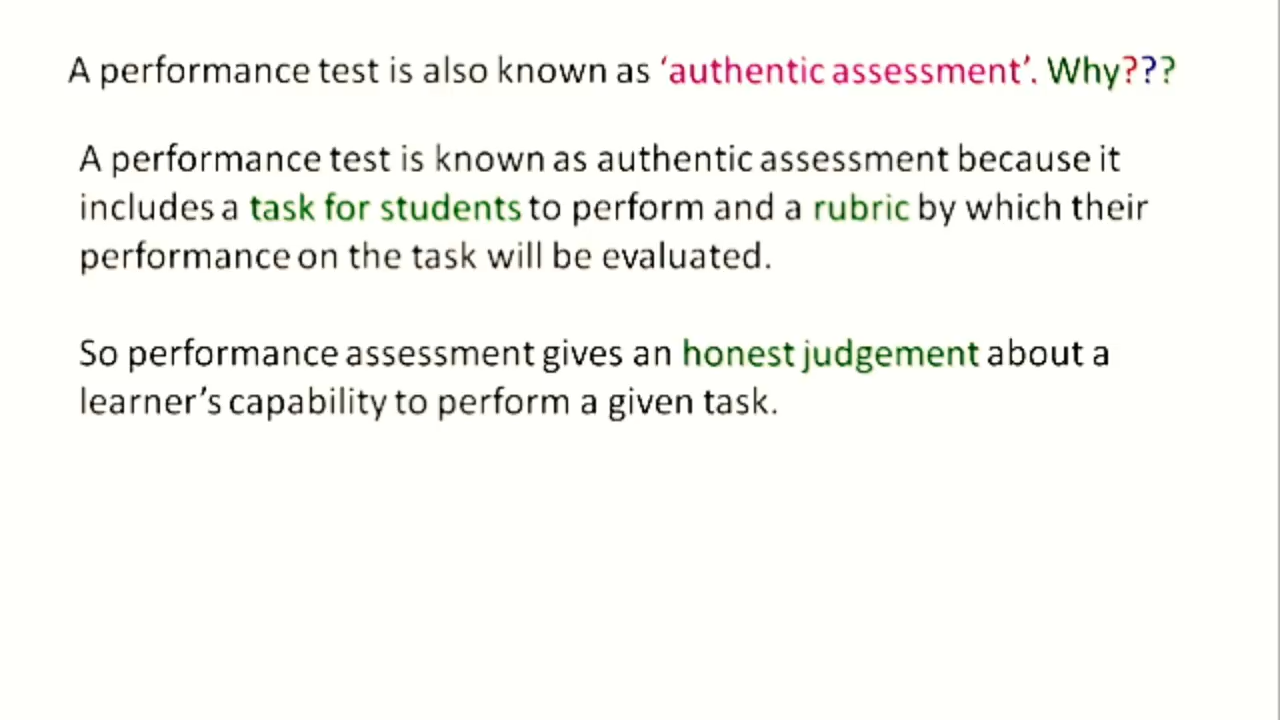 A performance test is also known as ‘authentic assessment’. Why???
A performance test is known as authentic assessment because it
includes a task for students to perform and a rubric by which their
performance on the task will be evaluated.
So performance assessment gives an honest judgement about a
learner’s capability to perform a given task.